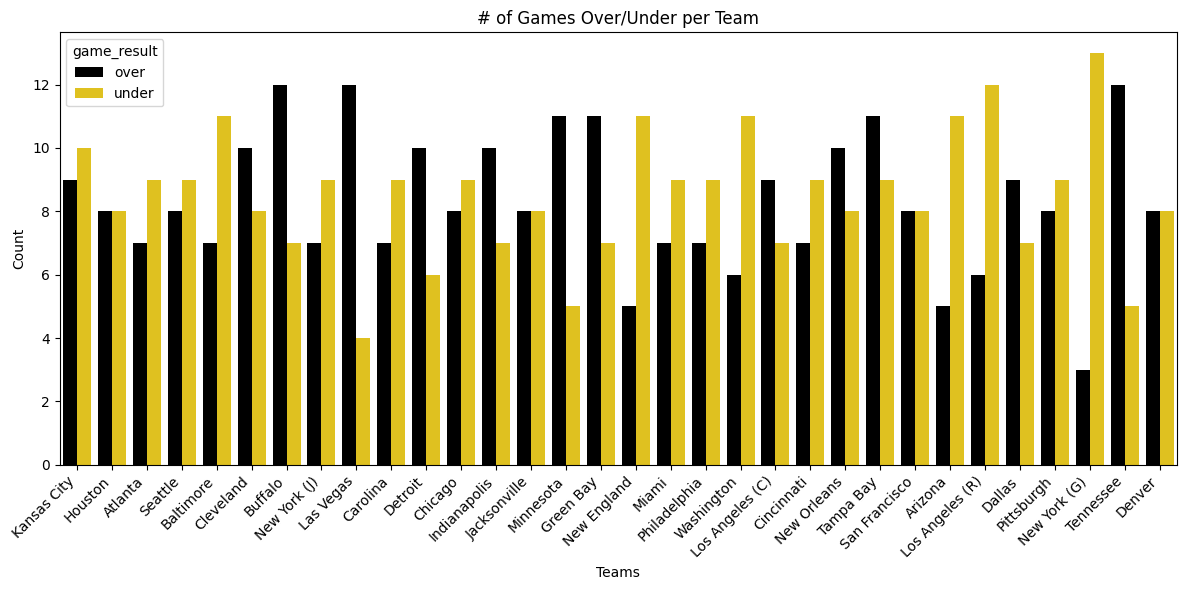 # of Games Over/Under per Team
game_result
over
under
Count
12
10
8
6
4
2
0
Kansas City
Houston
Atlanta
Seattle
Baltimore
Cleveland
Buffalo
New York (J)
Las Vegas
Carolina
Detroit
Chicago
Indianapolis
Jacksonville
Minnesota
Green Bay
New England
Miami
Philadelphia
Washington
Los Angeles (C)
Cincinnati
New Orleans
Tampa Bay
San Francisco
Arizona
Los Angeles (R)
Dallas
Pittsburgh
New York (G)
Tennessee
Denver
Teams